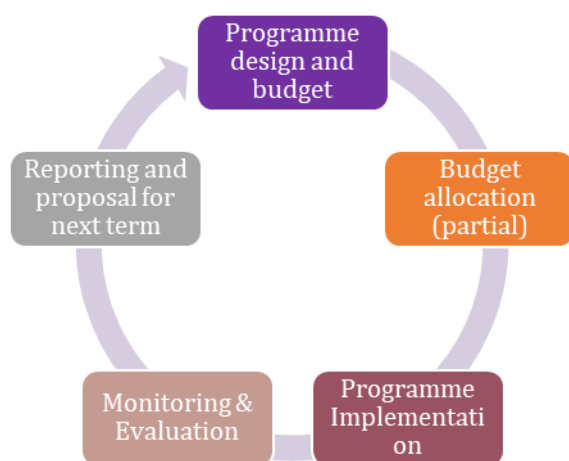 Programme
design and
budget
Budget
allocation
(partial)
Programme
Implementati
on
Monitoring &
Evaluation
Reporting and
proposal for
next term